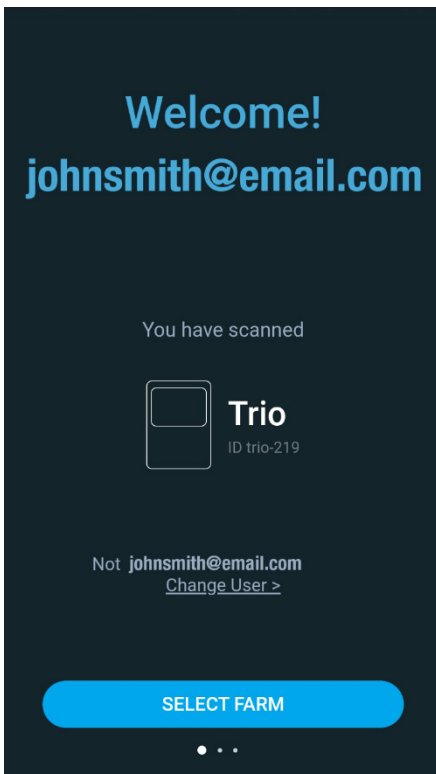 Welcome!
johnsmith@email.com
You have scanned
Trio
ID trio-219
Not johnsmith@email.com
Change User >
SELECT FARM